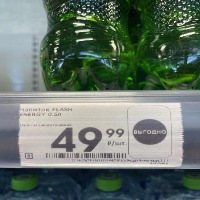 Напиток FLASH
ENERGY 0.5Л
49 99
₽/шт.
ВЫГОДНО